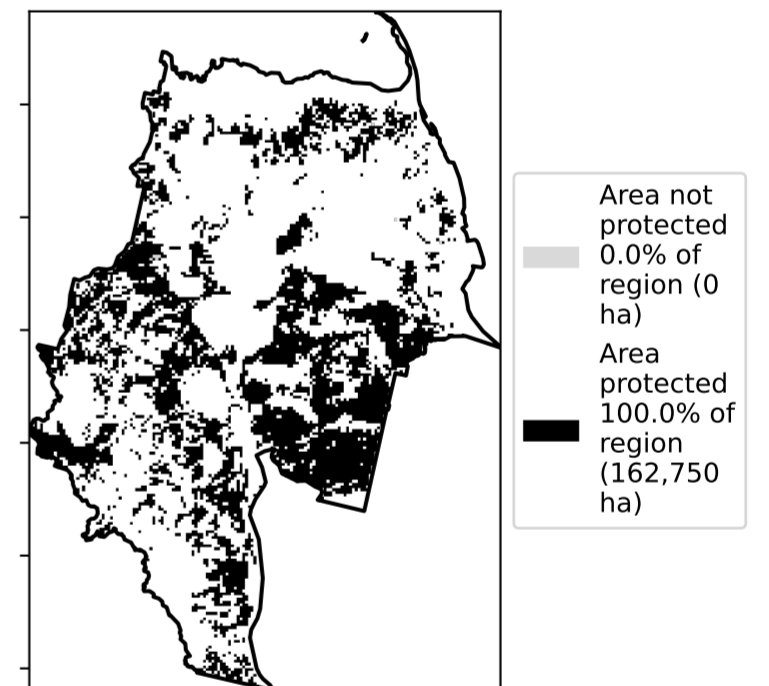 Area not
protected
0.0% of
region (0
ha)
Area
protected
100.0% of
region
(162,750
ha)